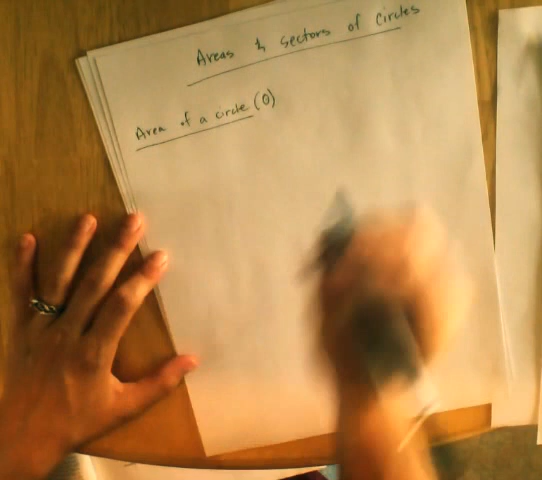 Areas & Sectors of Circles
Area of a circle (O)